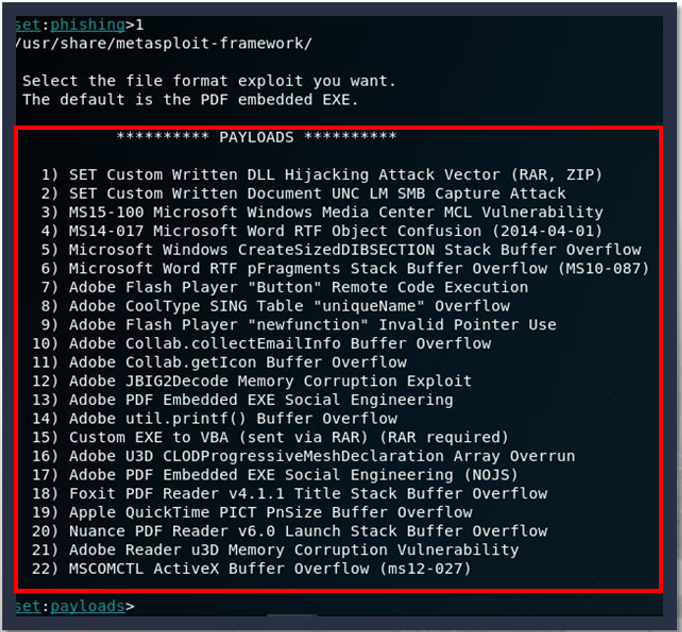 set:phishing>1
/usr/share/metasploit-framework/
Select the file format exploit you want.
The default is the PDF embedded EXE.
********** PAYLOADS **********
1) SET Custom Written DLL Hijacking Attack Vector (RAR, ZIP)
2) SET Custom Written Document UNC LM SMB Capture Attack
3) MS15-100 Microsoft Windows Media Center MCL Vulnerability
4) MS14-017 Microsoft Word RTF Object Confusion (2014-04-01)
5) Microsoft Windows CreateSizedDIBSECTION Stack Buffer Overflow
6) Microsoft Word RTF pFragments Stack Buffer Overflow (MS10-087)
7) Adobe Flash Player "Button" Remote Code Execution
8) Adobe CoolType SING Table "uniqueName" Overflow
9) Adobe Flash Player "newfunction" Invalid Pointer Use
10) Adobe Collab.collectEmailInfo Buffer Overflow
11) Adobe Collab.getIcon Buffer Overflow
12) Adobe JBIG2Decode Memory Corruption Exploit
13) Adobe PDF Embedded EXE Social Engineering
14) Adobe util.printf() Buffer Overflow
15) Custom EXE to VBA (sent via RAR) (RAR required)
16) Adobe U3D CLODProgressiveMeshDeclaration Array Overrun
17) Adobe PDF Embedded EXE Social Engineering (NOJS)
18) Foxit PDF Reader v4.1.1 Title Stack Buffer Overflow
19) Apple QuickTime PICT PnSize Buffer Overflow
20) Nuance PDF Reader v6.0 Launch Stack Buffer Overflow
21) Adobe Reader u3D Memory Corruption Vulnerability
22) MSCOMCTL ActiveX Buffer Overflow (ms12-027)
set:payloads>